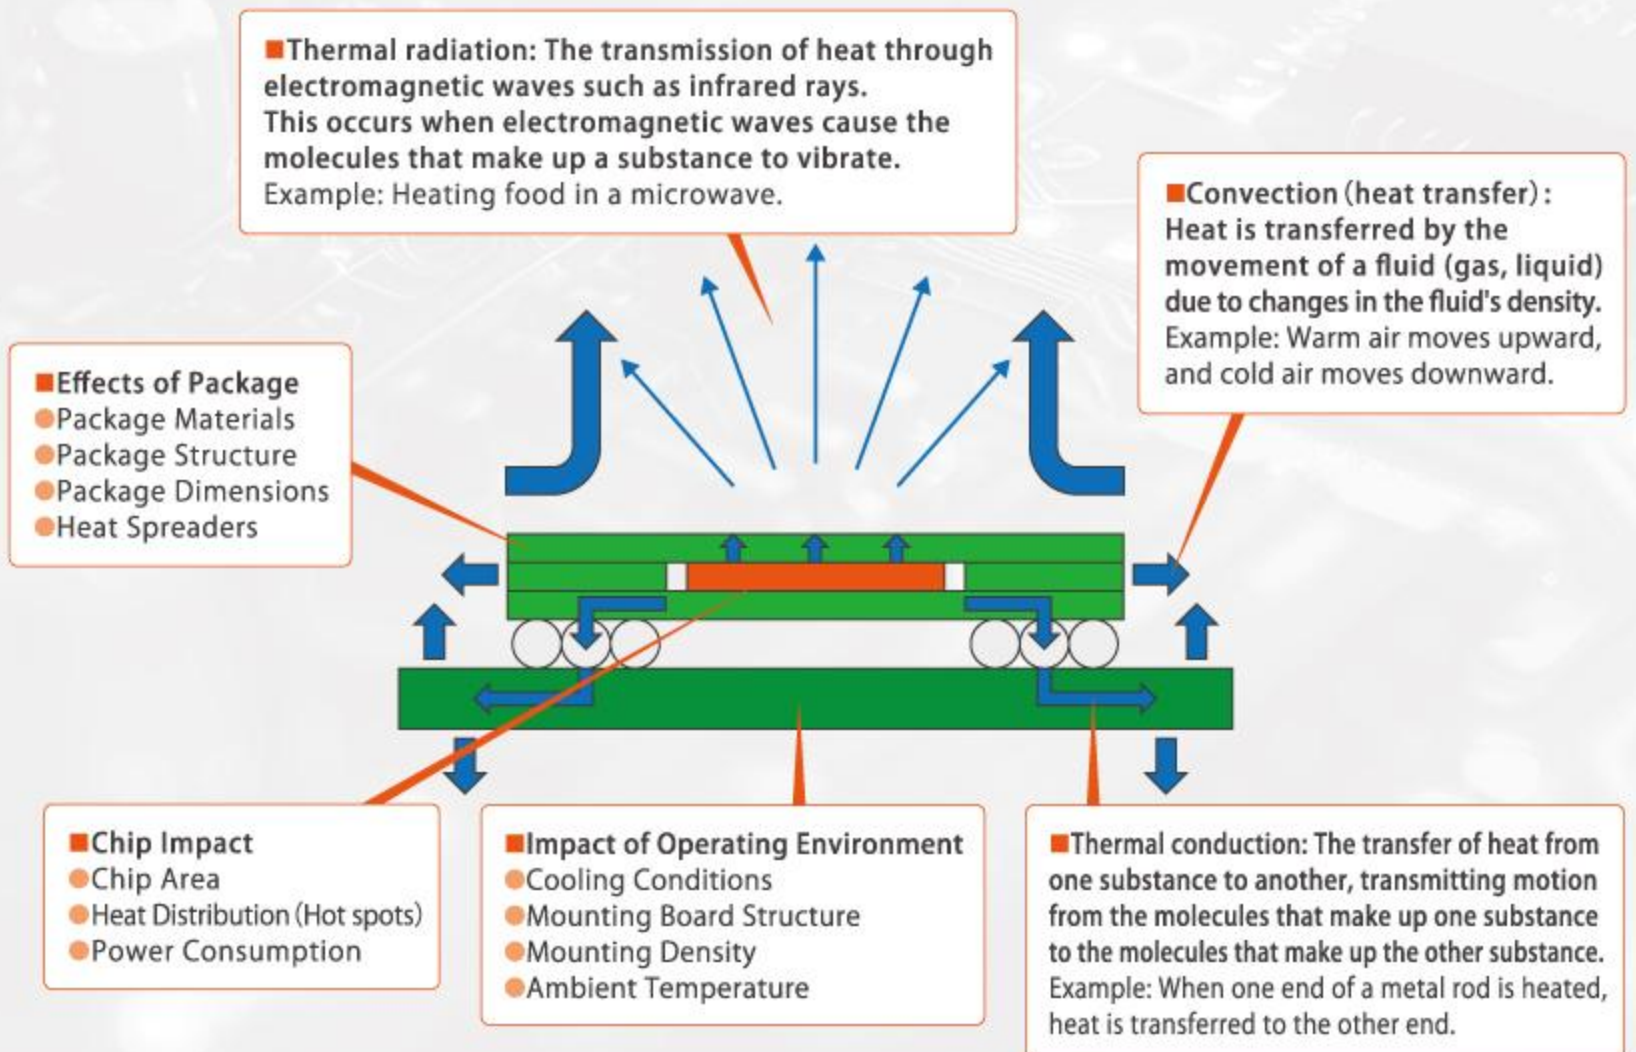 ■Thermal radiation: The transmission of heat through
electromagnetic waves such as infrared rays.
This occurs when electromagnetic waves cause the
molecules that make up a substance to vibrate.
Example: Heating food in a microwave.
■Convection (heat transfer) :
Heat is transferred by the
movement of a fluid (gas, liquid)
due to changes in the fluid's density.
Example: Warm air moves upward,
and cold air moves downward.
■Effects of Package
●Package Materials
●Package Structure
●Package Dimensions
●Heat Spreaders
■Chip Impact
●Chip Area
●Heat Distribution (Hot spots)
●Power Consumption
■Impact of Operating Environment
●Cooling Conditions
●Mounting Board Structure
●Mounting Density
●Ambient Temperature
■Thermal conduction: The transfer of heat from
one substance to another, transmitting motion
from the molecules that make up one substance
to the molecules that make up the other substance.
Example: When one end of a metal rod is heated,
heat is transferred to the other end.